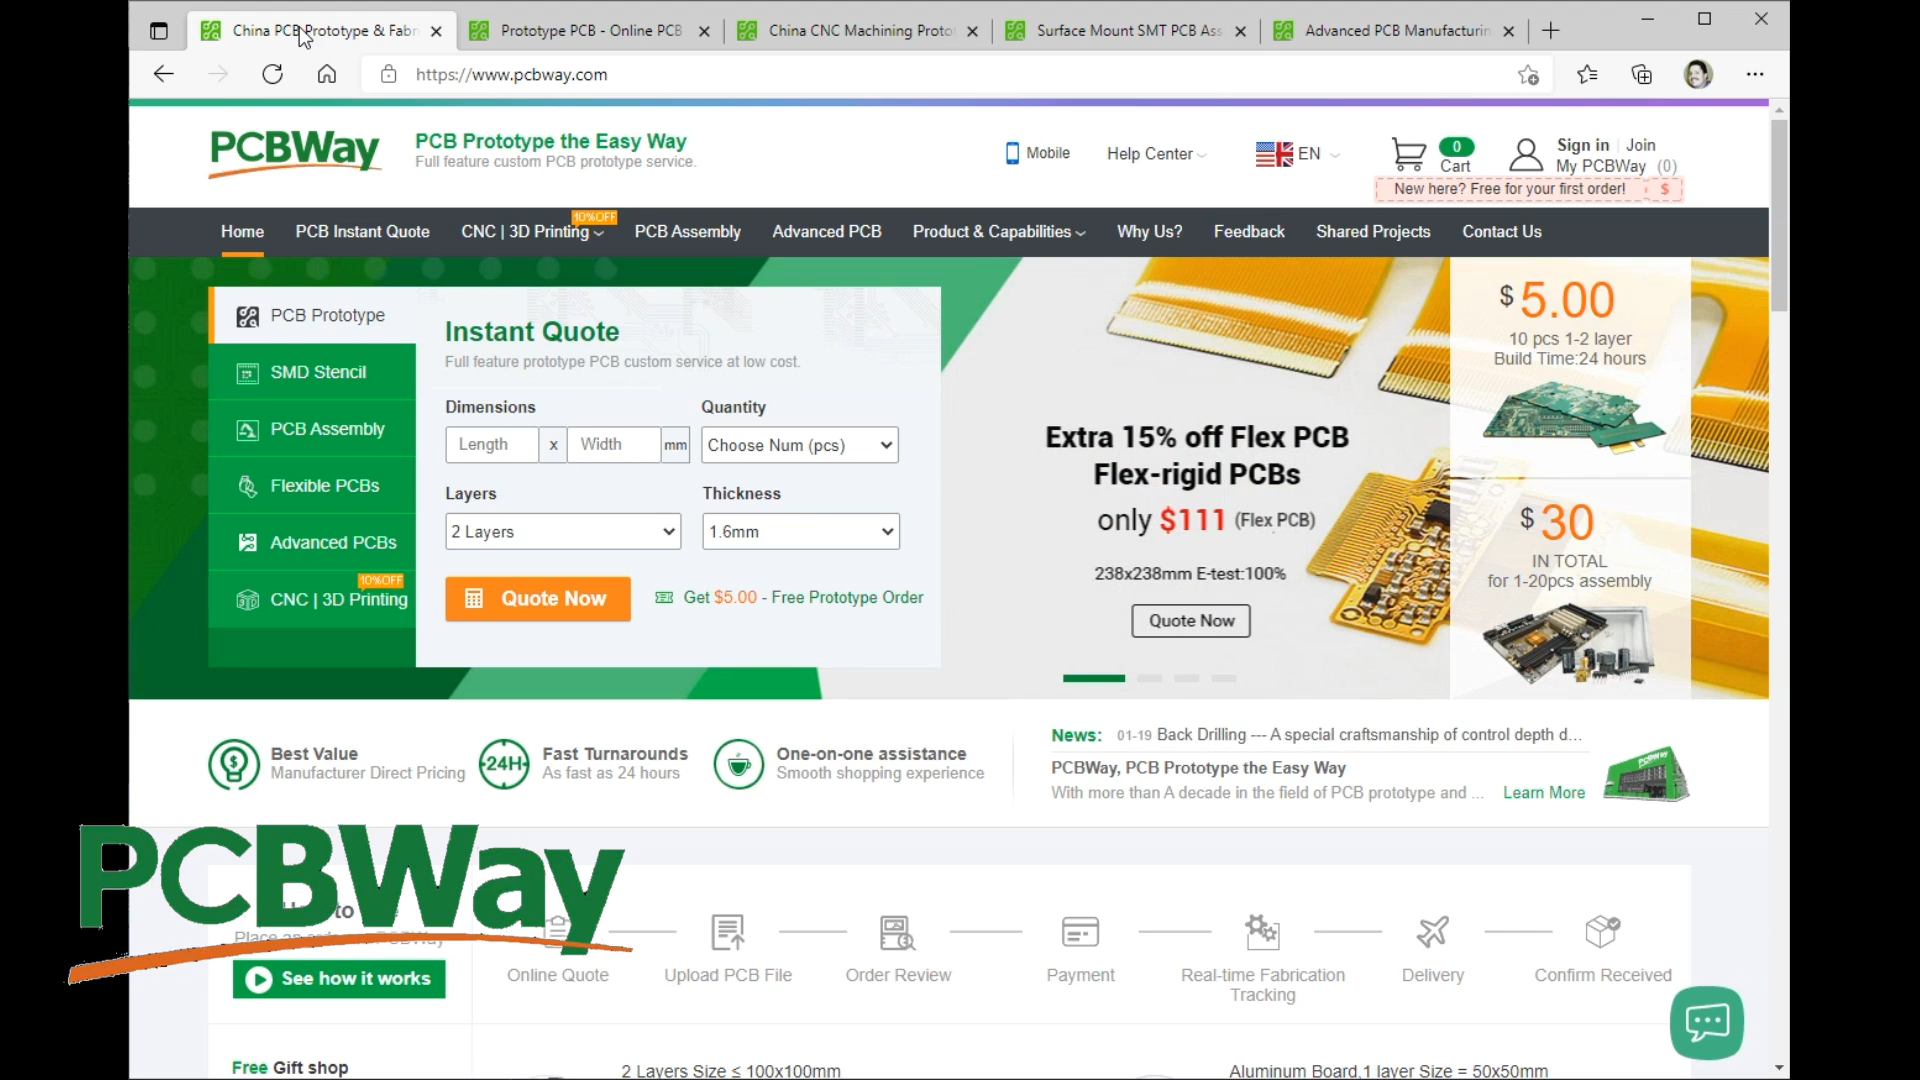 China PCB Prototype & Fabri
Prototype PCB - Online PCB
China CNC Machining Proto
Surface Mount SMT PCB Ass
Advanced PCB Manufacturin
https://www.pcbway.com
PCBWay
PCB Prototype the Easy Way
Full feature custom PCB prototype service.
Mobile
Help Center
EN
0
Cart
Sign in | Join
My PCBWay (0)
New here? Free for your first order! $
Home
PCB Instant Quote
10%OFF
CNC | 3D Printing
PCB Assembly
Advanced PCB
Product & Capabilities
Why Us?
Feedback
Shared Projects
Contact Us
PCB Prototype
SMD Stencil
PCB Assembly
Flexible PCBs
Advanced PCBs
10%OFF
CNC | 3D Printing
Instant Quote
Full feature prototype PCB custom service at low cost.
Dimensions
Quantity
Length x Width mm
Choose Num (pcs)
Layers
Thickness
2 Layers
1.6mm
Quote Now
Get $5.00 - Free Prototype Order
Extra 15% off Flex PCB
Flex-rigid PCBs
only $111 (Flex PCB)
238x238mm E-test:100%
Quote Now
$5.00
10 pcs 1-2 layer
Build Time:24 hours
$30
IN TOTAL
for 1-20pcs assembly
Best Value
Manufacturer Direct Pricing
24H
Fast Turnarounds
As fast as 24 hours
One-on-one assistance
Smooth shopping experience
News: 01-19 Back Drilling --- A special craftsmanship of control depth d...
PCBWay, PCB Prototype the Easy Way
With more than A decade in the field of PCB prototype and ... Learn More
PCBWay
See how it works
Online Quote
Upload PCB File
Order Review
Payment
Real-time Fabrication
Tracking
Delivery
Confirm Received
Free Gift shop
2 Layers Size ≤ 100x100mm
Aluminum Board,1 layer Size = 50x50mm